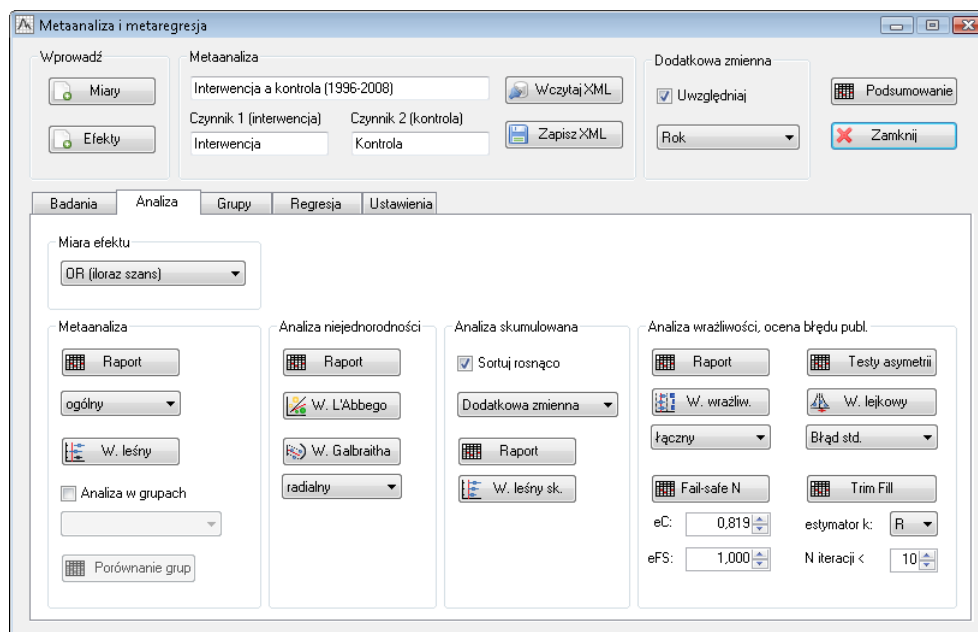 Metaanaliza i metaregresja
Wprowadź
Miary
Efekty
Metaanaliza
Interwencja a kontrola (1996-2008)
Wczytaj XML
Czynnik 1 (interwencja) Czynnik 2 (kontrola)
Interwencja Kontrola
Zapisz XML
Dodatkowa zmienna
Uwzględniaj
Rok
Podsumowanie
Zamknij
Badania Analiza Grupy Regresja Ustawienia
Miara efektu
OR (iloraz szans)
Metaanaliza
Raport
ogólny
W. leśny
Analiza w grupach
Porównanie grup
Analiza niejednorodności
Raport
W. L'Abbego
W. Galbraitha
radialny
Analiza skumulowana
Sortuj rosnąco
Dodatkowa zmienna
Raport
W. leśny sk.
Analiza wrażliwości, ocena błędu publ.
Raport Testy asymetrii
W. wrażliw. W. lejkowy
łączny Błąd std.
Fail-safe N Trim Fill
eC: 0,819 estymator k: R
eFS: 1,000 N iteracji < 10